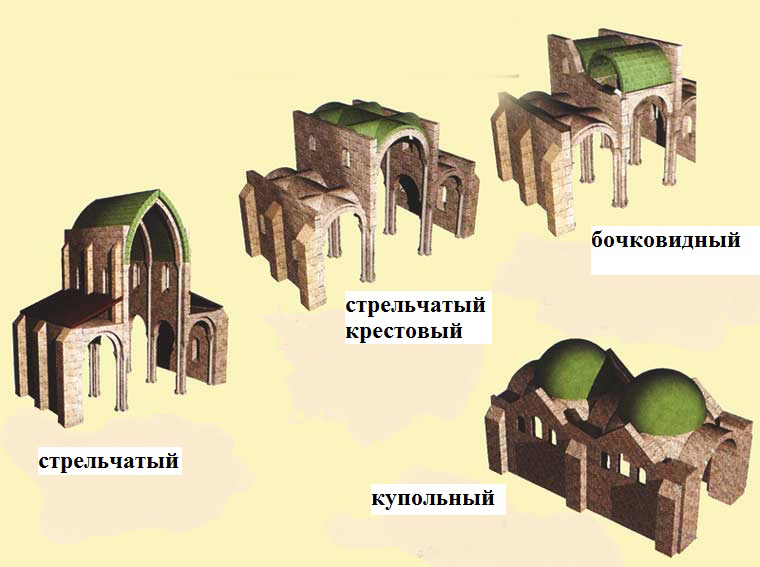 бочковидный
стрельчатый
крестовый
стрельчатый
купольный